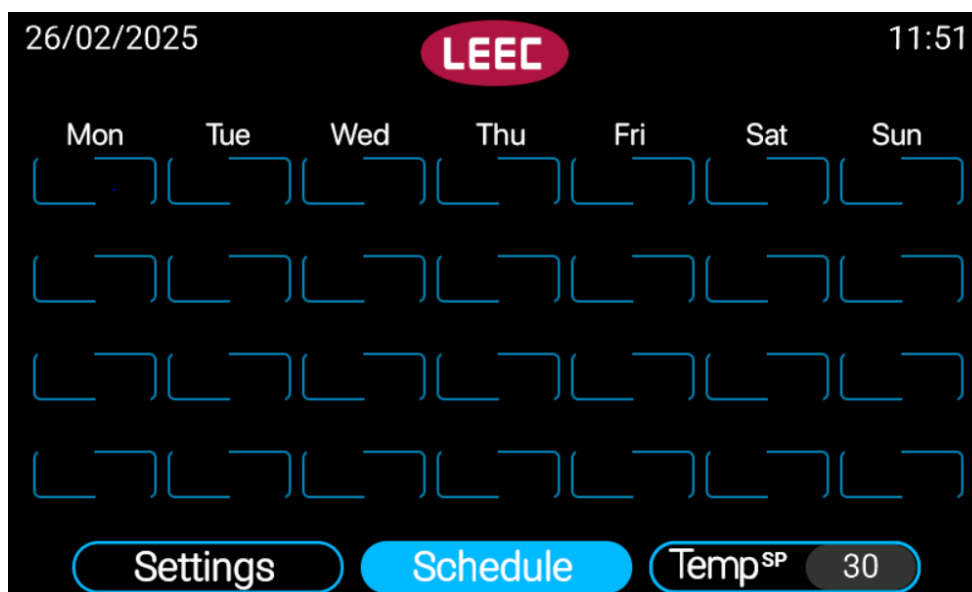 26/02/2025 LEEC 11:51
Mon Tue Wed Thu Fri Sat Sun
Settings Schedule Temp SP 30